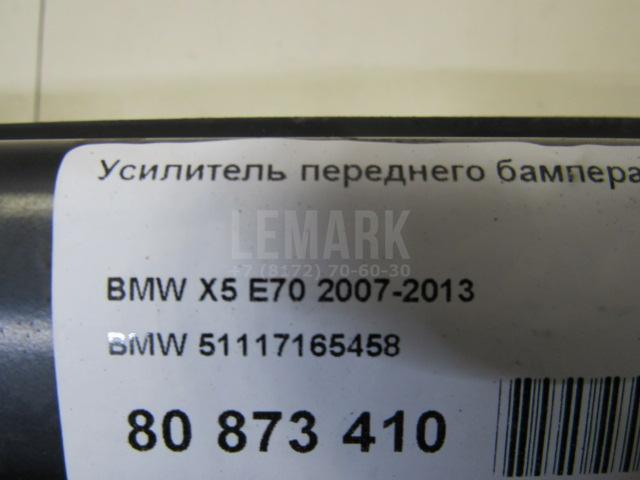 Усилитель переднего бампера
LEMARK
+7 (8172) 70-60-30
BMW X5 E70 2007-2013
BMW 51117165458
80 873 410